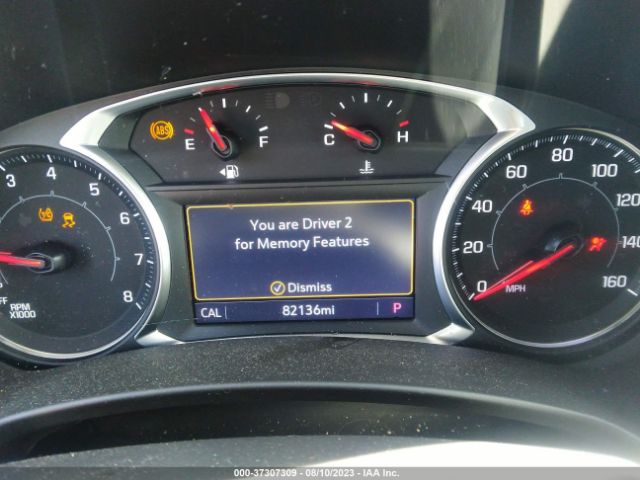 ABS
E F
C H
3 4 5 6 7 8
OFF
RPM
X1000
You are Driver 2
for Memory Features
Dismiss
CAL 82136mi P
0 20 40 60 80 100 120 140 160
MPH
000-37307309 - 08/10/2023 - IAA Inc.